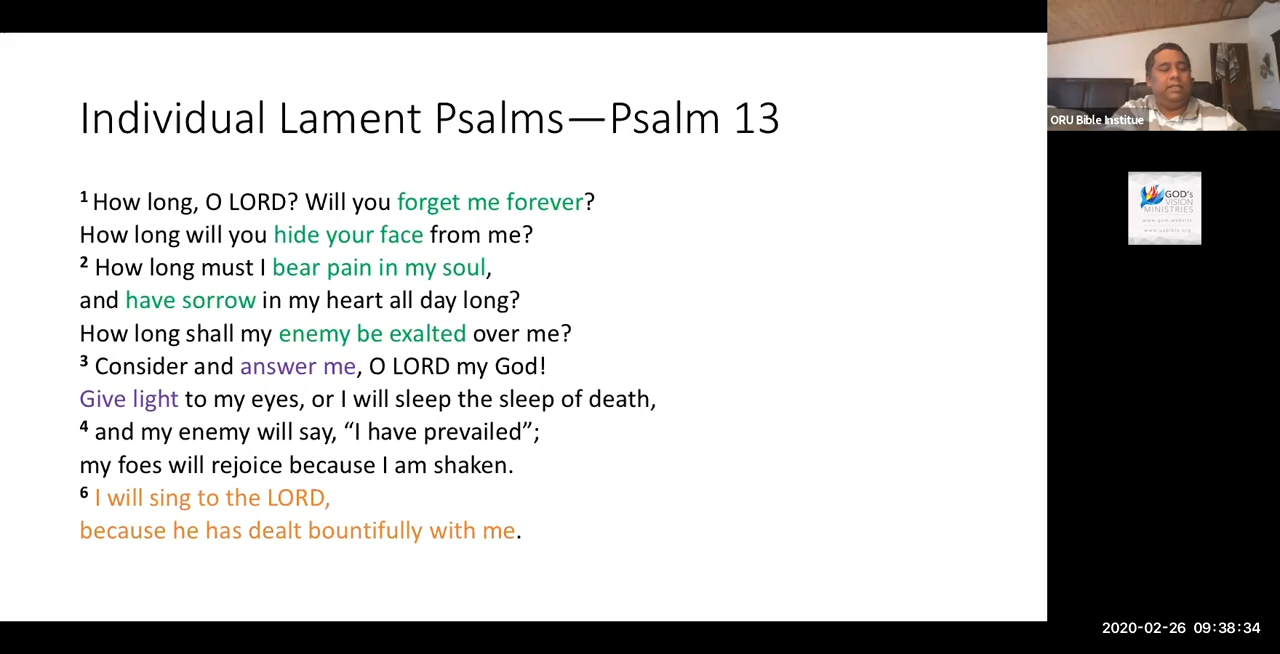 Individual Lament Psalms—Psalm 13
1 How long, O LORD? Will you forget me forever?
How long will you hide your face from me?
2 How long must I bear pain in my soul,
and have sorrow in my heart all day long?
How long shall my enemy be exalted over me?
3 Consider and answer me, O LORD my God!
Give light to my eyes, or I will sleep the sleep of death,
4 and my enemy will say, “I have prevailed”;
my foes will rejoice because I am shaken.
6 I will sing to the LORD,
because he has dealt bountifully with me.
ORU Bible Institue
GOD's
VISION
MINISTRIES
2020-02-26 09:38:34